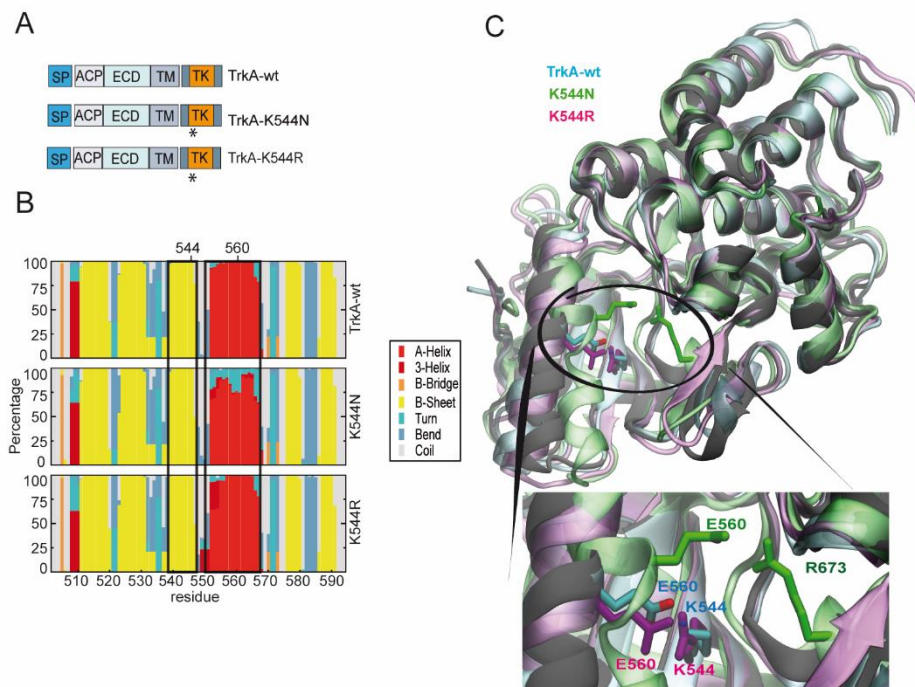 A
SP ACP ECD TM TK TrkA-wt
SP ACP ECD TM TK TrkA-K544N
*
SP ACP ECD TM TK TrkA-K544R
*
B
544 560
100
75
50
25
0
TrkA-wt
100
75
50
25
0
K544N
100
75
50
25
0
K544R
Percentage
510 520 530 540 550 560 570 580 590
residue
A-Helix
3-Helix
B-Bridge
B-Sheet
Turn
Bend
Coil
C
TrkA-wt
K544N
K544R
E560
R673
E560
K544
E560
K544